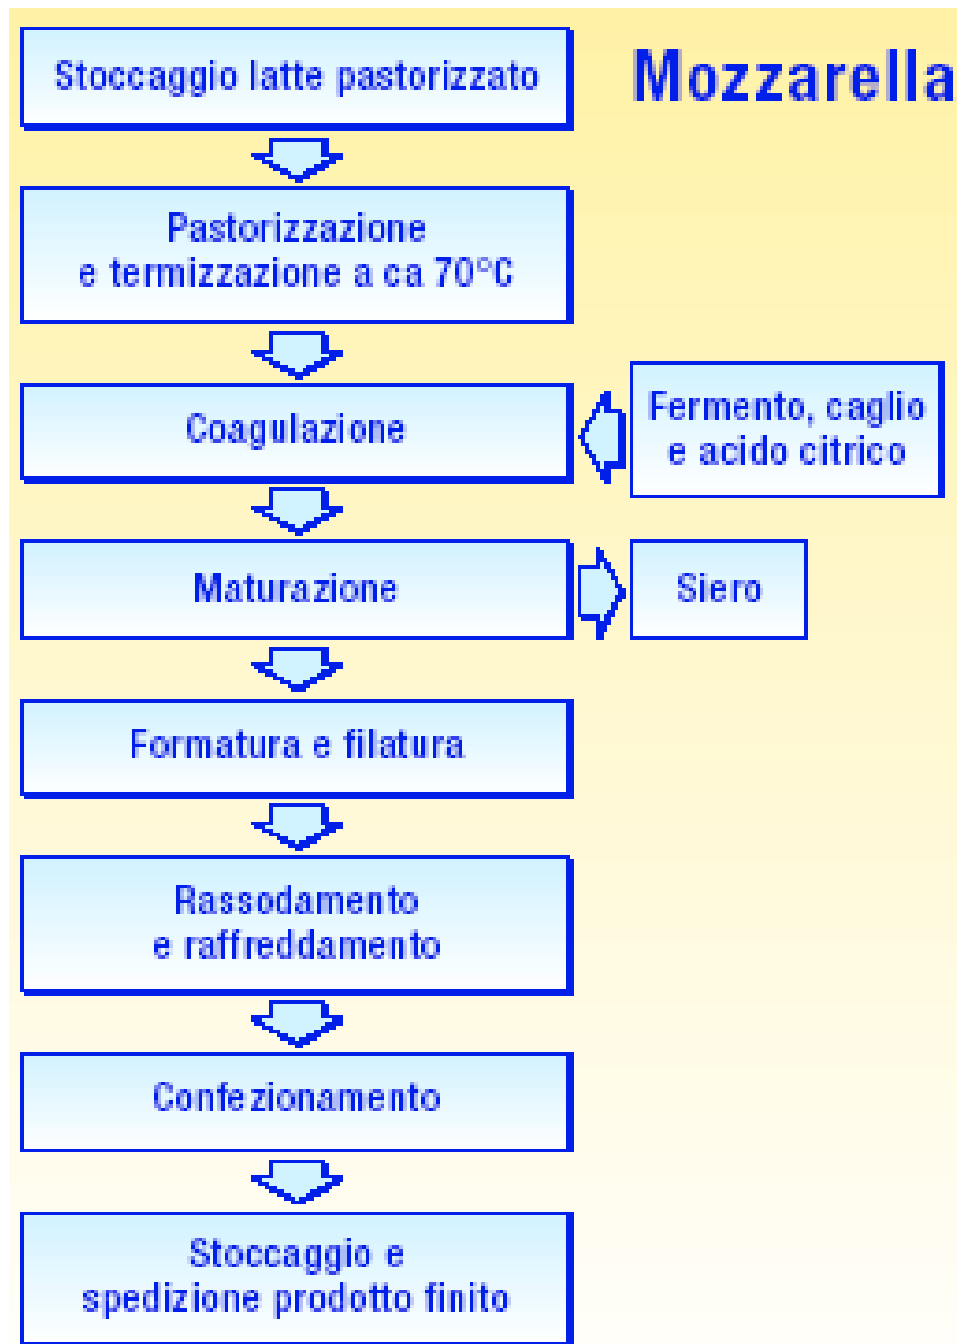 Mozzarella
Stoccaggio latte pastorizzato
Pastorizzazione
e termizzazione a ca 70°C
Coagulazione
Fermento, caglio
e acido citrico
Maturazione
Siero
Formatura e filatura
Rassodamento
e raffreddamento
Confezionamento
Stoccaggio e
spedizione prodotto finito